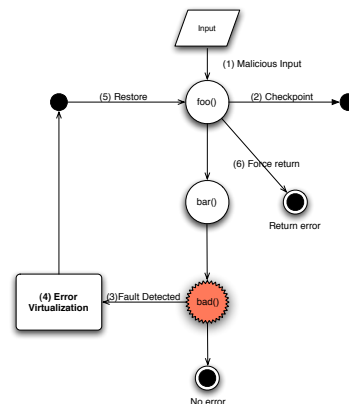 Input
(1) Malicious Input
(5) Restore
foo()
(2) Checkpoint
(6) Force return
bar()
Return error
(4) Error
Virtualization
(3)Fault Detected
bad()
No error